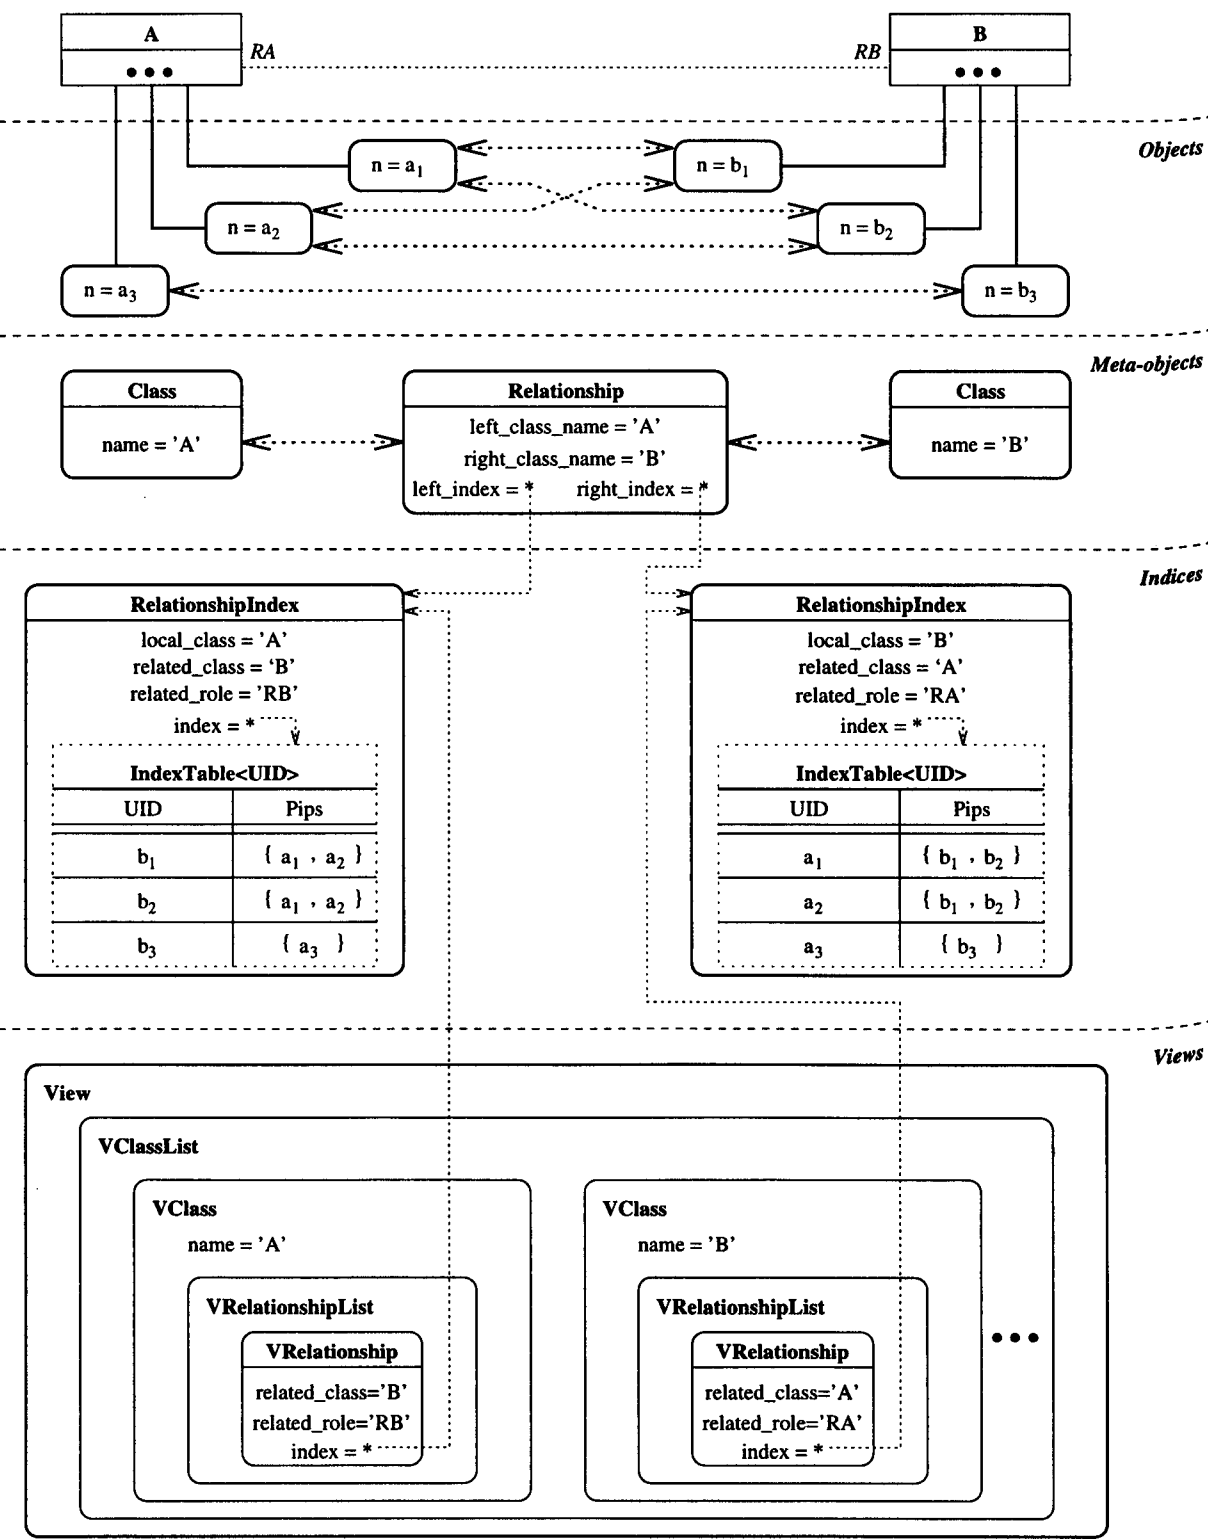 A
B
RA
RB
•••
•••
Objects
n = a1
n = b1
n = a2
n = b2
n = a3
n = b3
Meta-objects
Class
Relationship
Class
name = 'A'
left_class_name = 'A'
right_class_name = 'B'
left_index = *
right_index = *
name = 'B'
Indices
RelationshipIndex
local_class = 'A'
related_class = 'B'
related_role = 'RB'
index = *
IndexTable<UID>
UID Pips
b1 { a1 , a2 }
b2 { a1 , a2 }
b3 { a3 }
RelationshipIndex
local_class = 'B'
related_class = 'A'
related_role = 'RA'
index = *
IndexTable<UID>
UID Pips
a1 { b1 , b2 }
a2 { b1 , b2 }
a3 { b3 }
Views
View
VClassList
VClass
name = 'A'
VRelationshipList
VRelationship
related_class='B'
related_role='RB'
index = *
VClass
name = 'B'
VRelationshipList
VRelationship
related_class='A'
related_role='RA'
index = *
•••